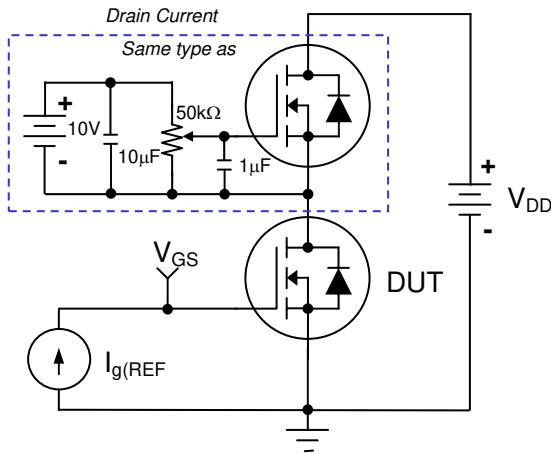 Drain Current
Same type as
+
10V
-
10μF
50kΩ
1μF
+
V_DD
-
V_GS
DUT
I_g(REF